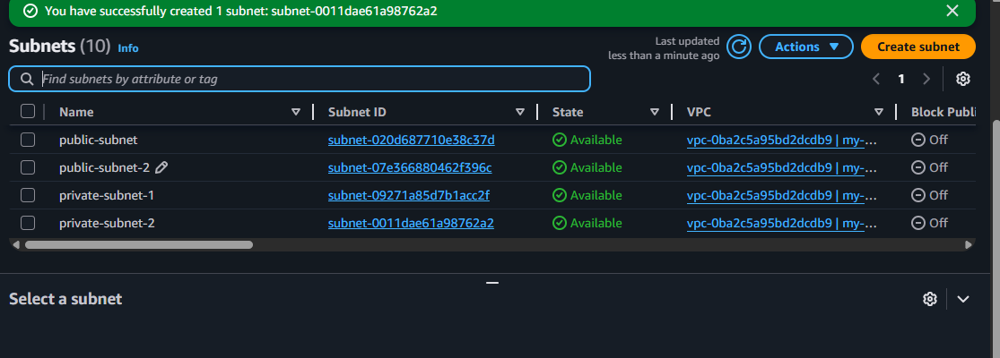 You have successfully created 1 subnet: subnet-0011dae61a98762a2
Subnets (10) Info
Last updated
less than a minute ago
Actions
Create subnet
Find subnets by attribute or tag
1
Name Subnet ID State VPC Block Publi
public-subnet subnet-020d687710e38c37d Available vpc-0ba2c5a95bd2dcdb9 | my-... Off
public-subnet-2 subnet-07e366880462f396c Available vpc-0ba2c5a95bd2dcdb9 | my-... Off
private-subnet-1 subnet-09271a85d7b1acc2f Available vpc-0ba2c5a95bd2dcdb9 | my-... Off
private-subnet-2 subnet-0011dae61a98762a2 Available vpc-0ba2c5a95bd2dcdb9 | my-... Off
Select a subnet